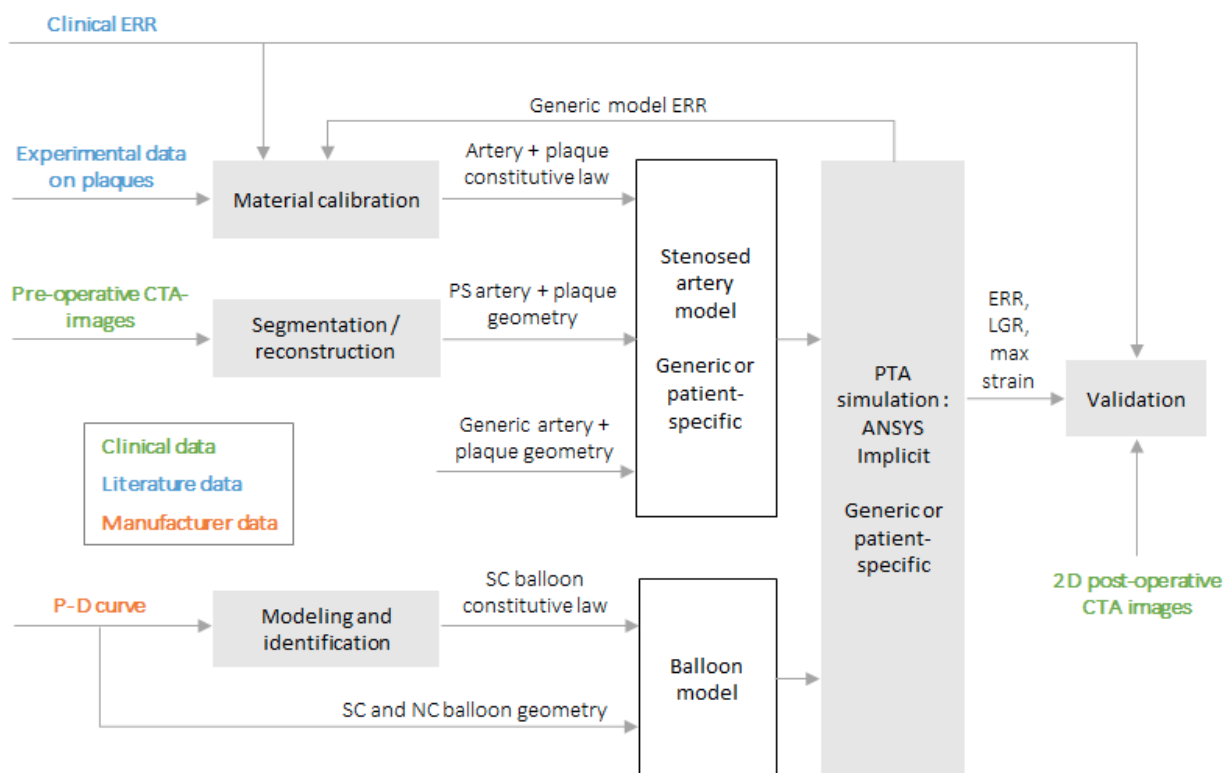 Clinical ERR
Generic model ERR
Experimental data
on plaques
Material calibration
Artery + plaque
constitutive law
Pre-operative CTA-
images
Segmentation /
reconstruction
PS artery + plaque
geometry
Generic artery +
plaque geometry
Stenosed
artery
model
Generic or
patient-
specific
Clinical data
Literature data
Manufacturer data
P-D curve
Modeling and
identification
SC balloon
constitutive law
SC and NC balloon geometry
Balloon
model
PTA
simulation :
ANSYS
Implicit
Generic or
patient-
specific
ERR,
LGR,
max
strain
Validation
2D post-operative
CTA images